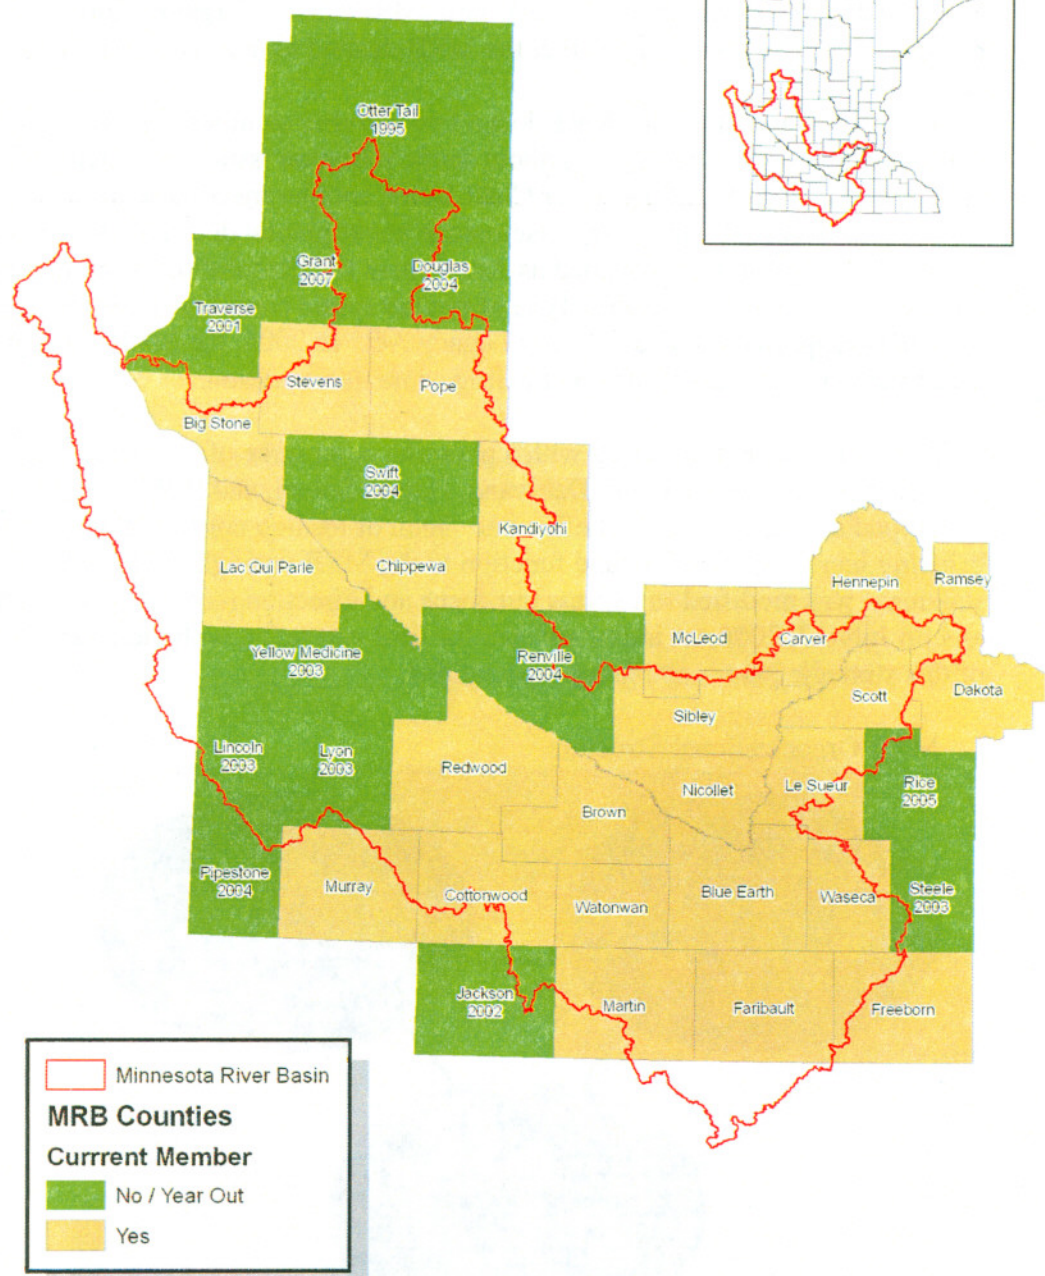 Otter Tail
1995
Grant
2007
Douglas
2004
Traverse
2001
Stevens
Pope
Big Stone
Swift
2004
Kandiyohi
Lac Qui Parle
Chippewa
Hennepin
Ramsey
McLeod
Carver
Yellow Medicine
2003
Renville
2004
Scott
Dakota
Sibley
Lincoln
2003
Lyon
2003
Redwood
Nicollet
Le Sueur
Rice
2005
Brown
Pipestone
2004
Murray
Cottonwood
Watonwan
Blue Earth
Waseca
Steele
2003
Jackson
2002
Martin
Faribault
Freeborn
Minnesota River Basin
MRB Counties
Currrent Member
No / Year Out
Yes